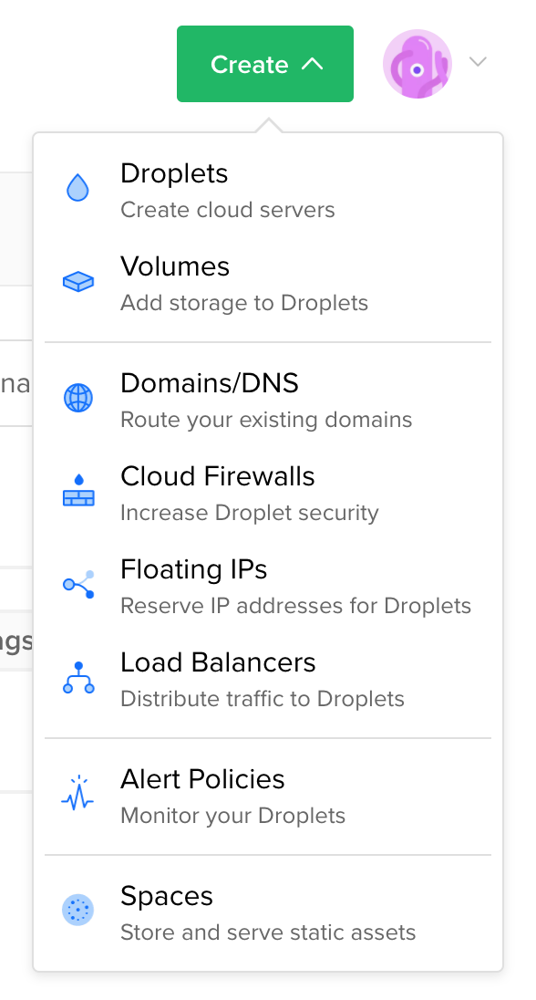 Create
Droplets
Create cloud servers
Volumes
Add storage to Droplets
na
Domains/DNS
Route your existing domains
Cloud Firewalls
Increase Droplet security
Floating IPs
Reserve IP addresses for Droplets
ngs
Load Balancers
Distribute traffic to Droplets
Alert Policies
Monitor your Droplets
Spaces
Store and serve static assets